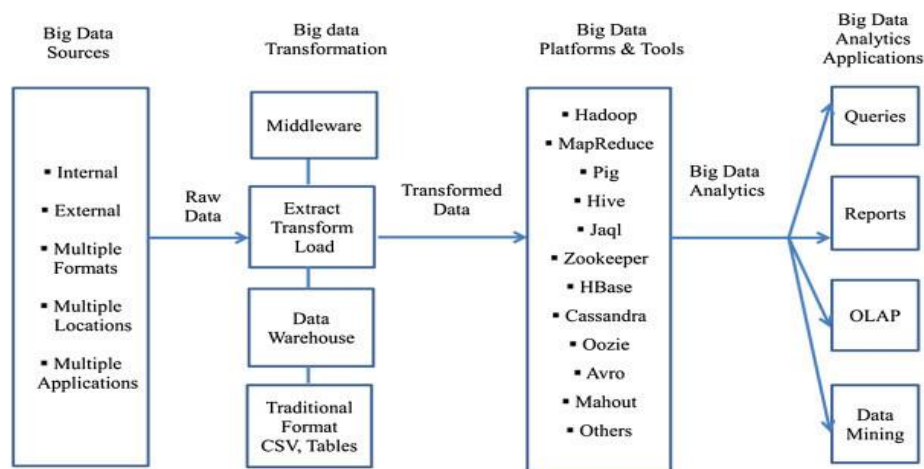 Big Data
Sources
▪ Internal
▪ External
▪ Multiple
Formats
▪ Multiple
Locations
▪ Multiple
Applications
Raw
Data
Big data
Transformation
Middleware
Extract
Transform
Load
Data
Warehouse
Traditional
Format
CSV, Tables
Transformed
Data
Big Data
Platforms & Tools
▪ Hadoop
▪ MapReduce
▪ Pig
▪ Hive
▪ Jaql
▪ Zookeeper
▪ HBase
▪ Cassandra
▪ Oozie
▪ Avro
▪ Mahout
▪ Others
Big Data
Analytics
Big Data
Analytics
Applications
Queries
Reports
OLAP
Data
Mining